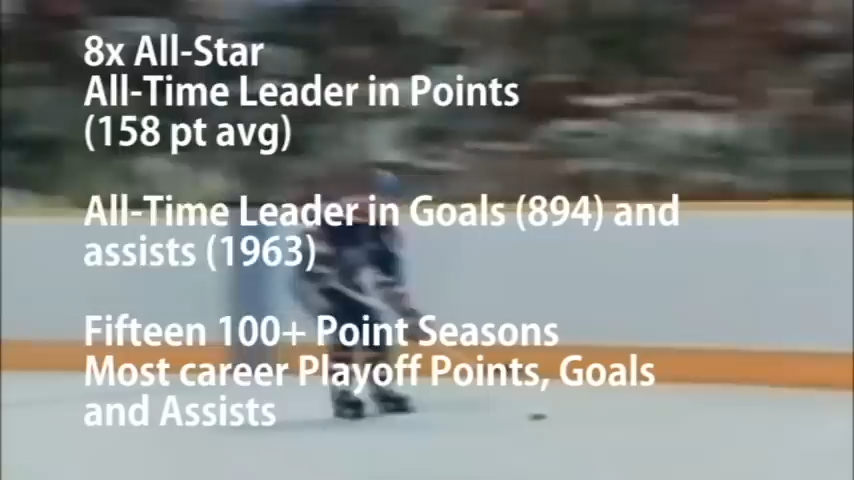 8x All-Star
All-Time Leader in Points
(158 pt avg)
All-Time Leader in Goals (894) and
assists (1963)
Fifteen 100+ Point Seasons
Most career Playoff Points, Goals
and Assists